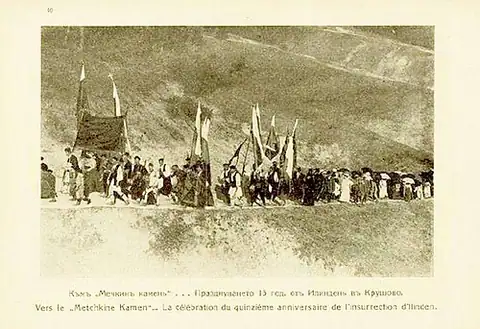 10
Къмъ „Мечкинъ камень“ . . . Празднуването 15 год. отъ Илинденъ въ Крушово.
Vers le „Metchkine Kamen“... La célébration du quinzième anniversaire de l'insurrection d'Ilinden.